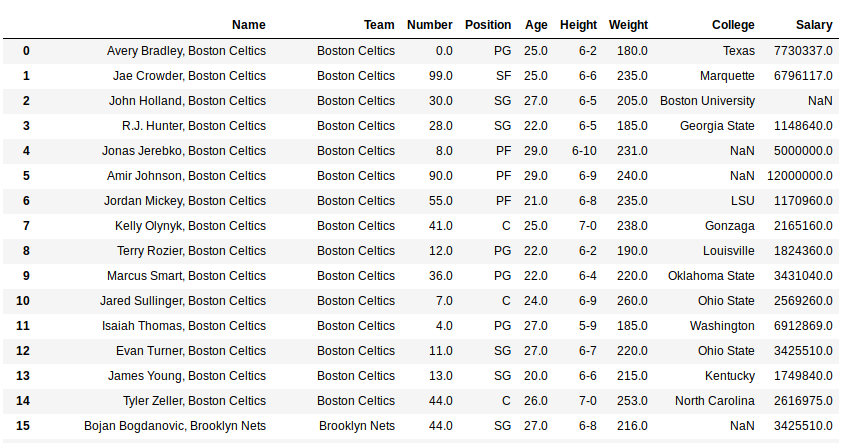 Name Team Number Position Age Height Weight College Salary
0 Avery Bradley, Boston Celtics Boston Celtics 0.0 PG 25.0 6-2 180.0 Texas 7730337.0
1 Jae Crowder, Boston Celtics Boston Celtics 99.0 SF 25.0 6-6 235.0 Marquette 6796117.0
2 John Holland, Boston Celtics Boston Celtics 30.0 SG 27.0 6-5 205.0 Boston University NaN
3 R.J. Hunter, Boston Celtics Boston Celtics 28.0 SG 22.0 6-5 185.0 Georgia State 1148640.0
4 Jonas Jerebko, Boston Celtics Boston Celtics 8.0 PF 29.0 6-10 231.0 NaN 5000000.0
5 Amir Johnson, Boston Celtics Boston Celtics 90.0 PF 29.0 6-9 240.0 NaN 12000000.0
6 Jordan Mickey, Boston Celtics Boston Celtics 55.0 PF 21.0 6-8 235.0 LSU 1170960.0
7 Kelly Olynyk, Boston Celtics Boston Celtics 41.0 C 25.0 7-0 238.0 Gonzaga 2165160.0
8 Terry Rozier, Boston Celtics Boston Celtics 12.0 PG 22.0 6-2 190.0 Louisville 1824360.0
9 Marcus Smart, Boston Celtics Boston Celtics 36.0 PG 22.0 6-4 220.0 Oklahoma State 3431040.0
10 Jared Sullinger, Boston Celtics Boston Celtics 7.0 C 24.0 6-9 260.0 Ohio State 2569260.0
11 Isaiah Thomas, Boston Celtics Boston Celtics 4.0 PG 27.0 5-9 185.0 Washington 6912869.0
12 Evan Turner, Boston Celtics Boston Celtics 11.0 SG 27.0 6-7 220.0 Ohio State 3425510.0
13 James Young, Boston Celtics Boston Celtics 13.0 SG 20.0 6-6 215.0 Kentucky 1749840.0
14 Tyler Zeller, Boston Celtics Boston Celtics 44.0 C 26.0 7-0 253.0 North Carolina 2616975.0
15 Bojan Bogdanovic, Brooklyn Nets Brooklyn Nets 44.0 SG 27.0 6-8 216.0 NaN 3425510.0